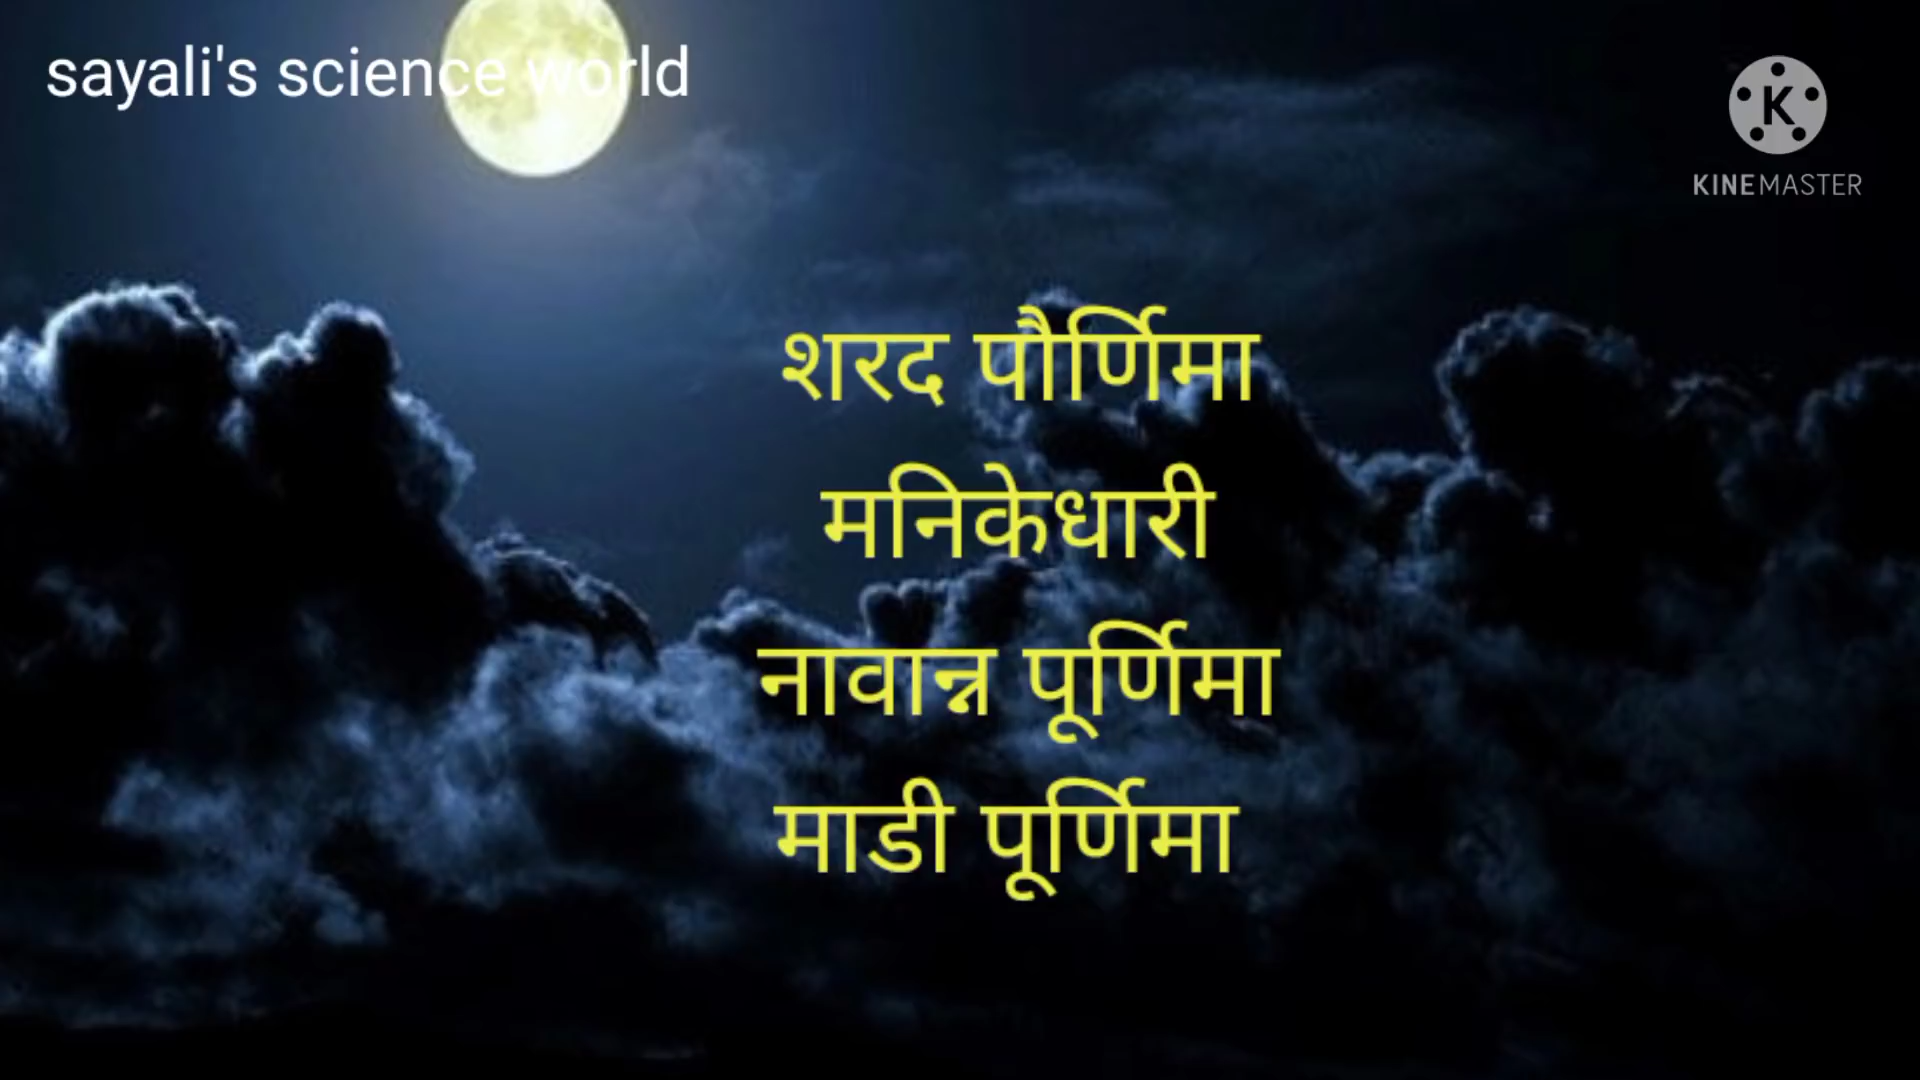 sayali's science world
K
KINEMASTER
शरद पौर्णिमा
मनिकेधारी
नावान्न पूर्णिमा
माडी पूर्णिमा